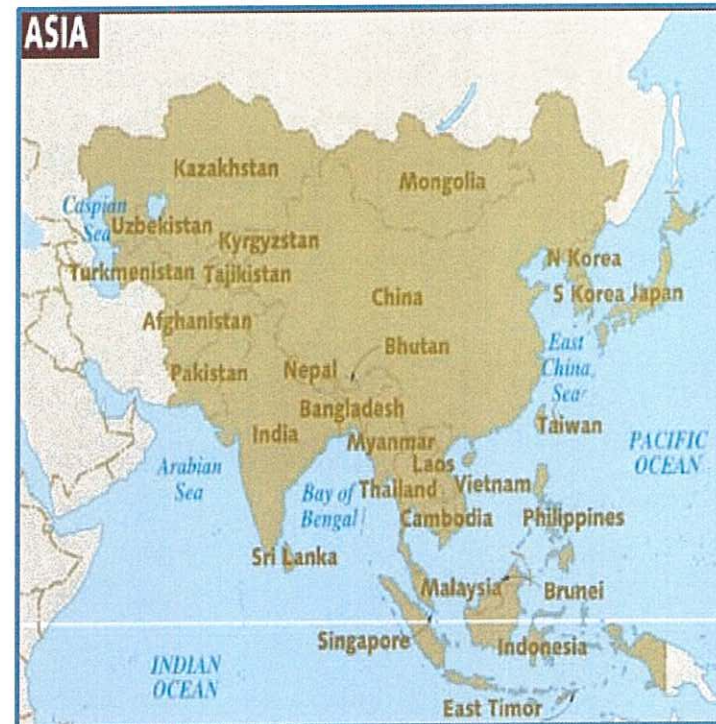 ASIA
Kazakhstan
Mongolia
Caspian
Sea
Uzbekistan
Kyrgyzstan
N Korea
Turkmenistan
Tajikistan
China
S Korea
Japan
Afghanistan
Bhutan
East
China
Sea
Pakistan
Nepal
Bangladesh
Taiwan
India
Myanmar
PACIFIC
OCEAN
Arabian
Sea
Laos
Bay of
Bengal
Thailand
Vietnam
Cambodia
Philippines
Sri Lanka
Malaysia
Brunei
Singapore
Indonesia
INDIAN
OCEAN
East Timor